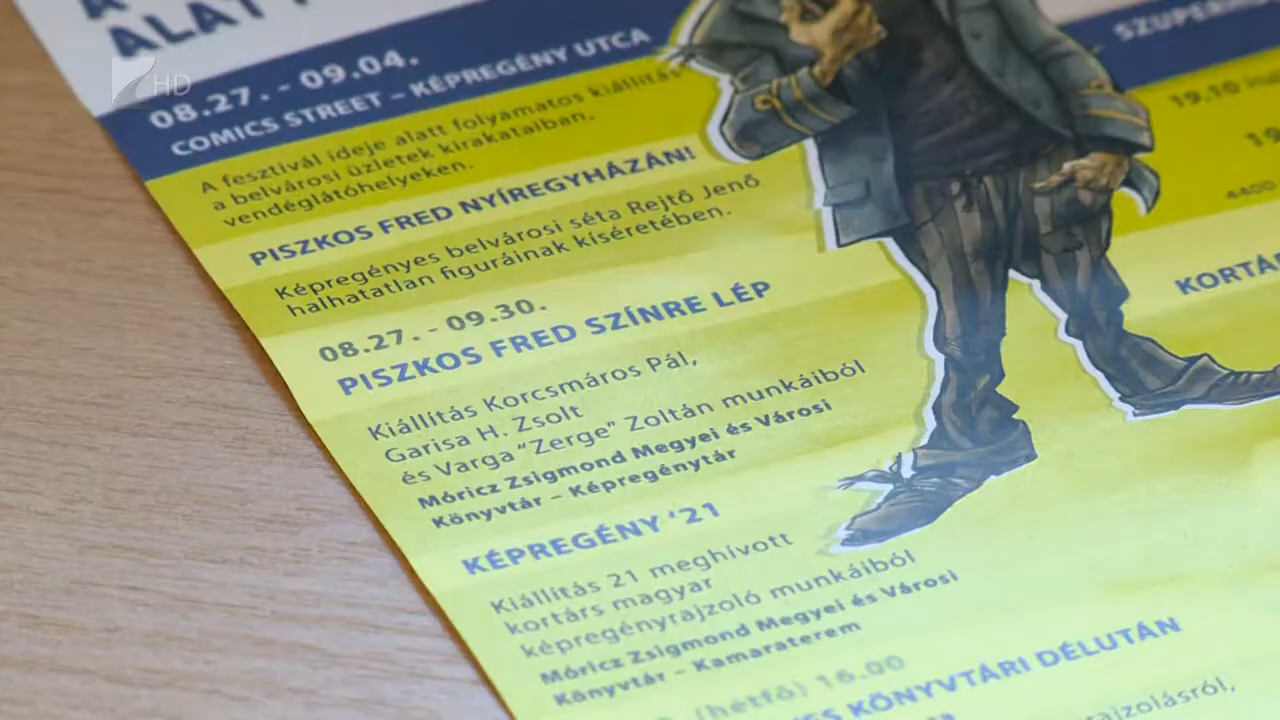 ALATT
HD
08.27. - 09.04.
COMICS STREET – KÉPREGÉNY UTCA
A fesztivál ideje alatt folyamatos kiállítás
a belvárosi üzletek kirakataiban,
vendéglátóhelyeken.
PISZKOS FRED NYÍREGYHÁZÁN!
Képregényes belvárosi séta Rejtő Jenő
halhatatlan figuráinak kíséretében.
08.27. - 09.30.
PISZKOS FRED SZÍNRE LÉP
Kiállítás Korcsmáros Pál,
Garisa H. Zsolt
és Varga "Zerge" Zoltán munkáiból
Móricz Zsigmond Megyei és Városi
Könyvtár – Képregénytár
KÉPREGÉNY '21
Kiállítás 21 meghívott
kortárs magyar
képregényrajzoló munkáiból
Móricz Zsigmond Megyei és Városi
Könyvtár – Kamaraterem
(hétfő) 16.00
KÖNYVTÁRI DÉLUTÁN
19.10
4400